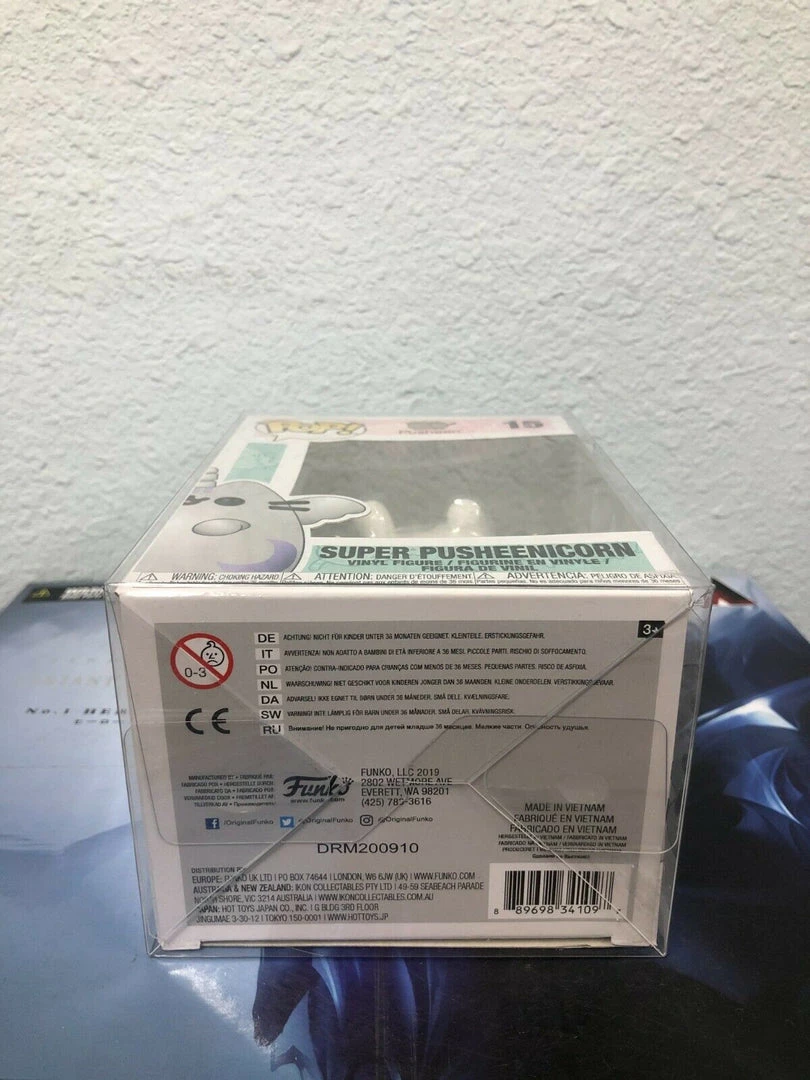 POP!
Pusheen
15
SUPER PUSHEENICORN
VINYL FIGURE / FIGURINE EN VINYLE /
FIGURA DE VINIL
WARNING: CHOKING HAZARD. ATTENTION: DANGER D'ÉTOUFFEMENT. ADVERTENCIA: PELIGRO DE ASFIXIA
3+
0-3
DE ACHTUNG! NICHT FÜR KINDER UNTER 36 MONATEN GEEIGNET. KLEINTEILE. ERSTICKUNGSGEFAHR.
IT AVVERTENZA! NON ADATTO A BAMBINI DI ETÀ INFERIORE A 36 MESI. PICCOLE PARTI. RISCHIO DI SOFFOCAMENTO.
PO ATENÇÃO! CONTRA-INDICADO PARA CRIANÇAS COM MENOS DE 36 MESES. PEQUENAS PARTES. RISCO DE ASFIXIA.
NL WAARSCHUWING! NIET GESCHIKT VOOR KINDEREN JONGER DAN 36 MAANDEN. KLEINE ONDERDELEN.
DA ADVARSEL! IKKE EGNET TIL BØRN UNDER 36 MÅNEDER. SMÅ DELE. KVÆLNINGSFARE.
SW VARNING! INTE LÄMPLIG FÖR BARN UNDER 36 MÅNADER. SMÅ DELAR. KVÄVNINGSRISK.
RU Внимание! Не пригодно для детей младше 36 месяцев. Мелкие части. удушья
CE
Funko
www.funko.com
FUNKO, LLC 2019
2802 WETMORE AVE
EVERETT, WA 98201
(425) 783-3616
/OriginalFunko @OriginalFunko @OriginalFunko
DRM200910
MADE IN VIETNAM
FABRIQUÉ EN VIETNAM
FABRICADO EN VIETNAM
DISTRIBUTION
EUROPE: FUNKO UK LTD | PO BOX 74644 | LONDON, W6 6JW (UK) | WWW.FUNKO.COM
AUSTRALIA & NEW ZEALAND: IKON COLLECTABLES PTY LTD | 49-59 SEABEACH PARADE
NORTH SHORE, VIC 3214 AUSTRALIA | WWW.IKONCOLLECTABLES.COM.AU
JAPAN: HOT TOYS JAPAN CO., INC. | G BLDG 3RD FLOOR
JINGUMAE 3-30-12 | TOKYO 150-0001 | WWW.HOTTOYS.JP
8 89698 34109 7